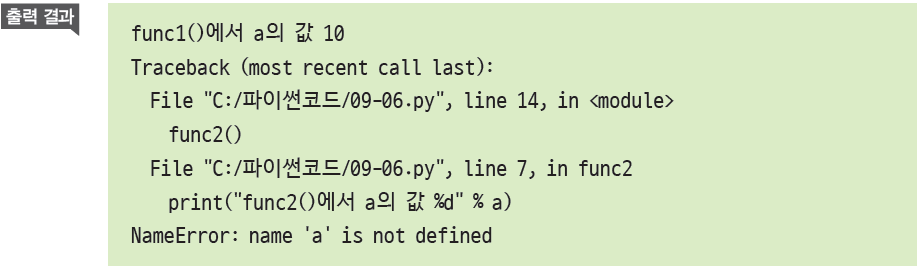 출력 결과
func1()에서 a의 값 10
Traceback (most recent call last):
File "C:/파이썬코드/09-06.py", line 14, in <module>
func2()
File "C:/파이썬코드/09-06.py", line 7, in func2
print("func2()에서 a의 값 %d" % a)
NameError: name 'a' is not defined